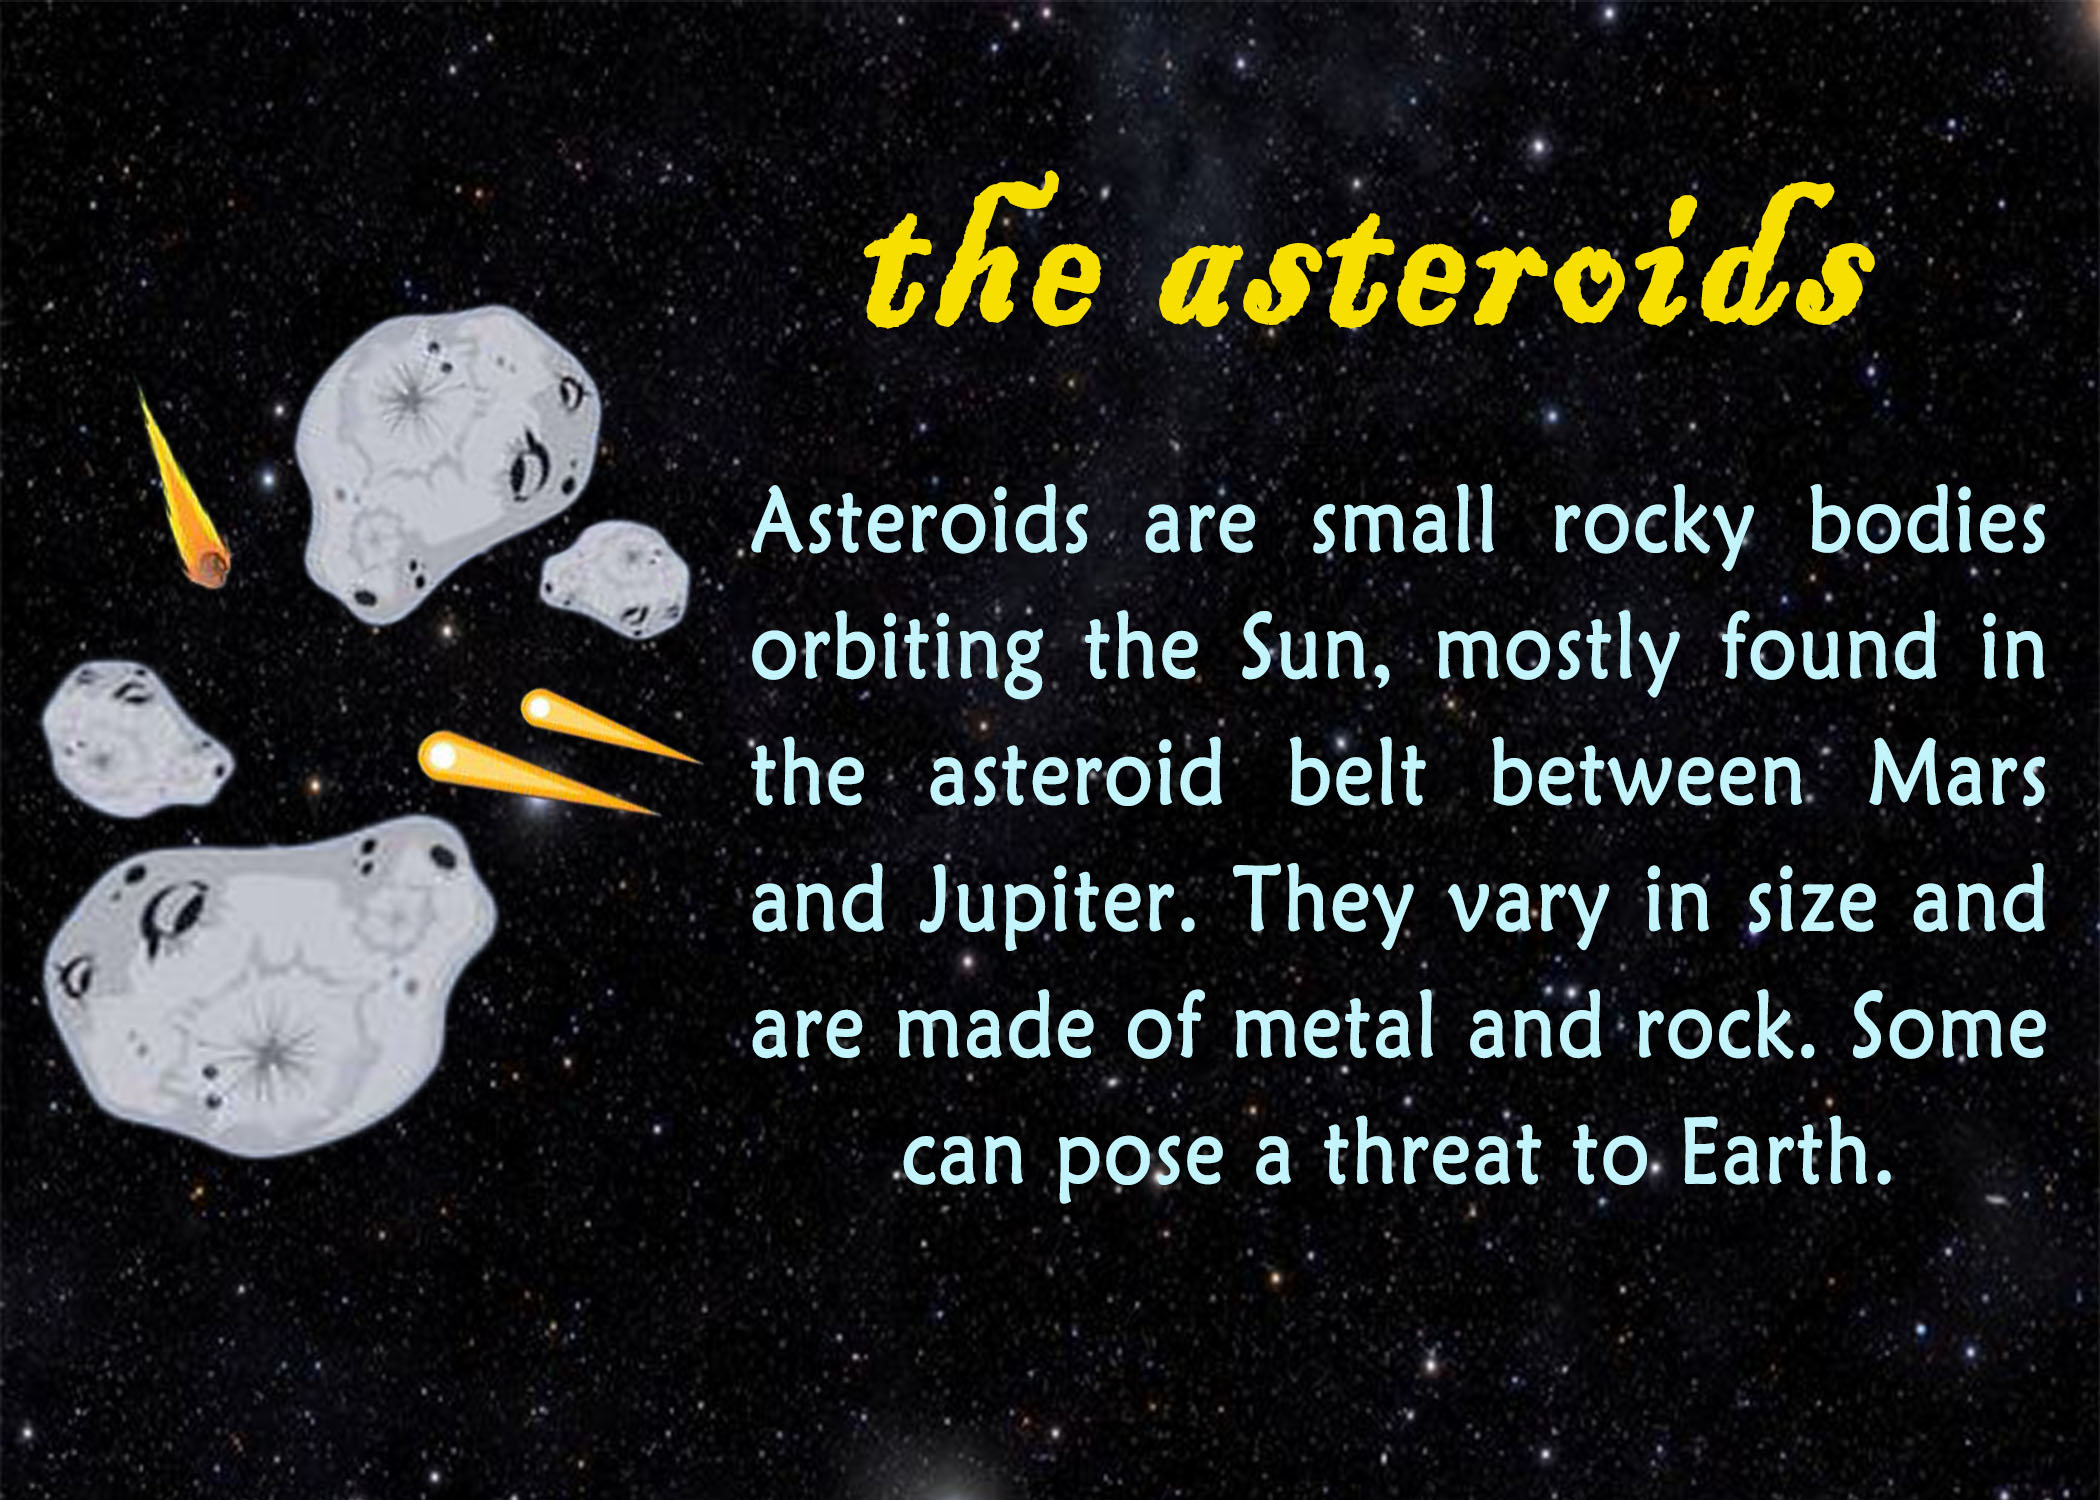 the asteroids
Asteroids are small rocky bodies
orbiting the Sun, mostly found in
the asteroid belt between Mars
and Jupiter. They vary in size and
are made of metal and rock. Some
can pose a threat to Earth.